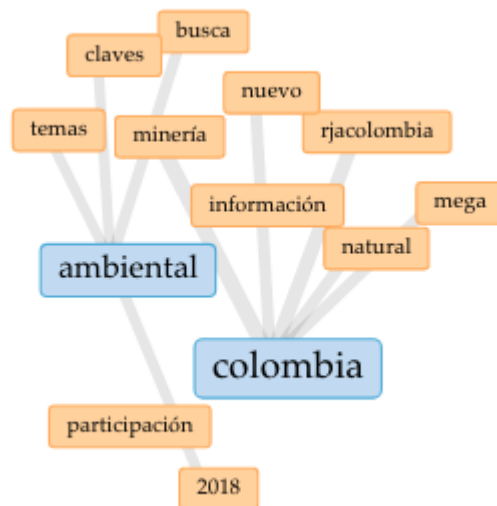 busca
claves
nuevo
temas
minería
rjacolombia
información
mega
natural
ambiental
colombia
participación
2018